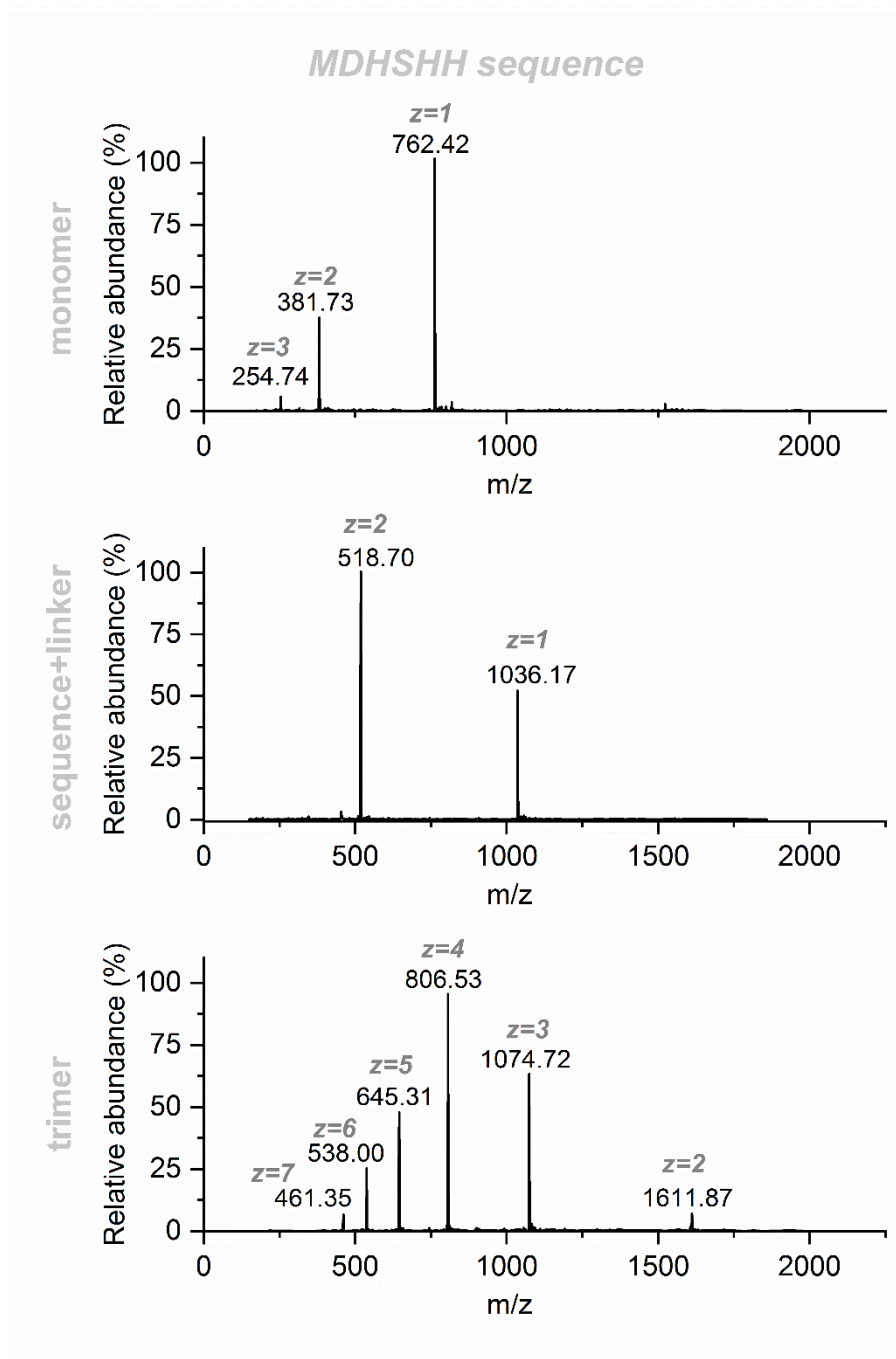 MDHSHH sequence
monomer
Relative abundance (%)
100
75
50
25
0
z=1
762.42
z=2
381.73
z=3
254.74
0
1000
2000
m/z
sequence+linker
Relative abundance (%)
100
75
50
25
0
z=2
518.70
z=1
1036.17
0
500
1000
1500
2000
m/z
trimer
Relative abundance (%)
100
75
50
25
0
z=4
806.53
z=3
1074.72
z=5
645.31
z=6
538.00
z=7
461.35
z=2
1611.87
0
500
1000
1500
2000
m/z